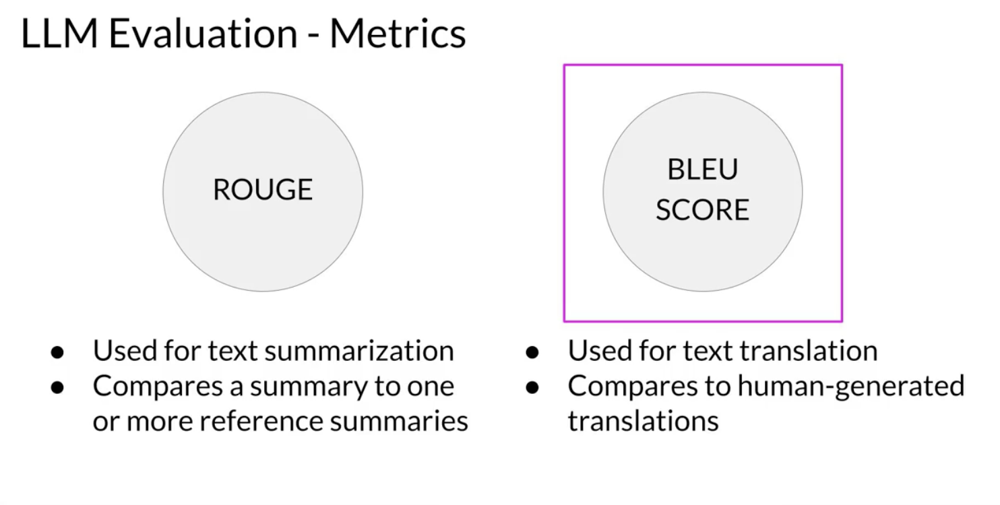 LLM Evaluation - Metrics
ROUGE
BLEU
SCORE
● Used for text summarization
● Compares a summary to one
or more reference summaries
● Used for text translation
● Compares to human-generated
translations